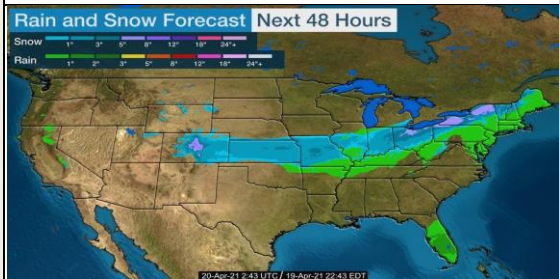 Rain and Snow Forecast Next 48 Hours
Snow 1" 3" 5" 8" 12" 18" 24"+
Rain 1" 2" 3" 5" 8" 12" 18" 24"+
20-Apr-21 2:43 UTC / 19-Apr-21 22:43 EDT